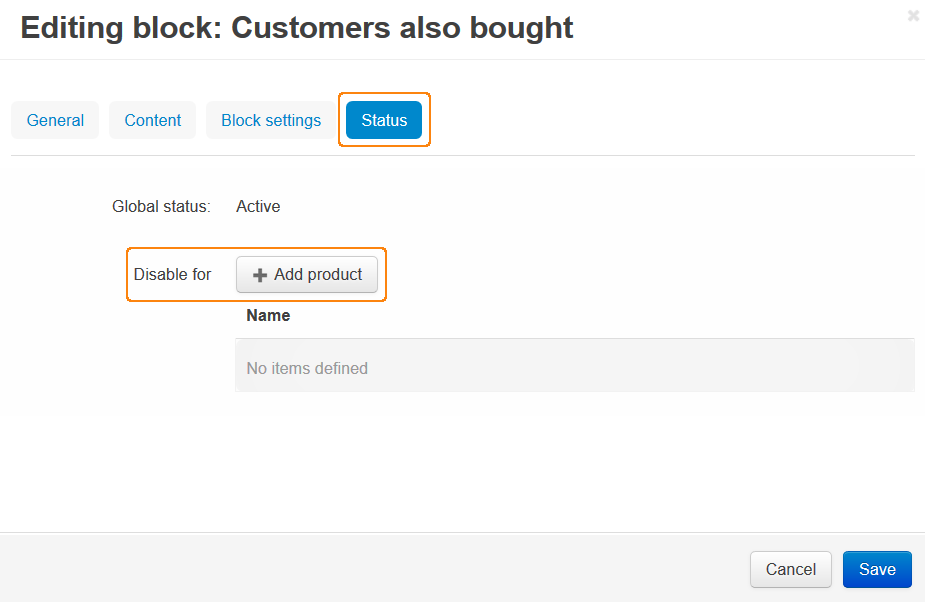 Editing block: Customers also bought
General Content Block settings Status
Global status: Active
Disable for Add product
Name
No items defined
Cancel Save